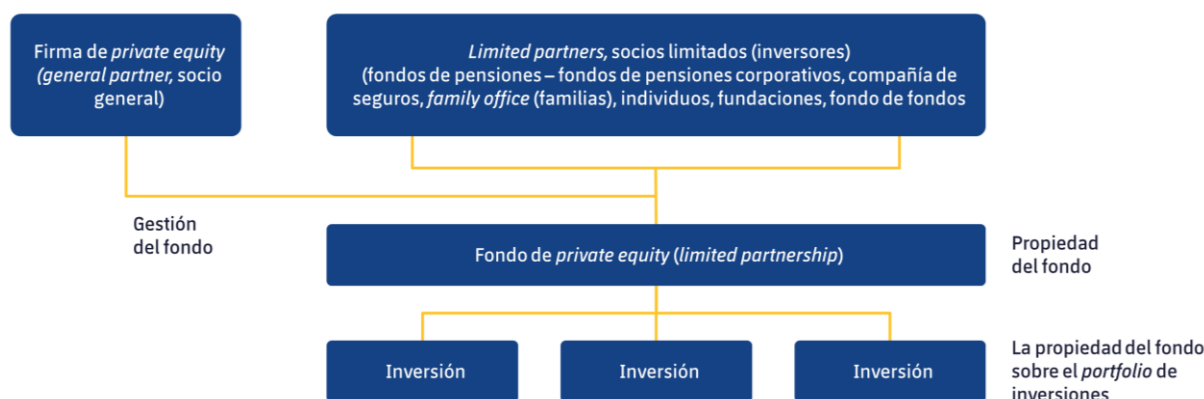 Firma de private equity
(general partner, socio
general)
Limited partners, socios limitados (inversores)
(fondos de pensiones – fondos de pensiones corporativos, compañía de
seguros, family office (familias), individuos, fundaciones, fondo de fondos
Gestión
del fondo
Fondo de private equity (limited partnership)
Propiedad
del fondo
Inversión
Inversión
Inversión
La propiedad del fondo
sobre el portfolio de
inversiones